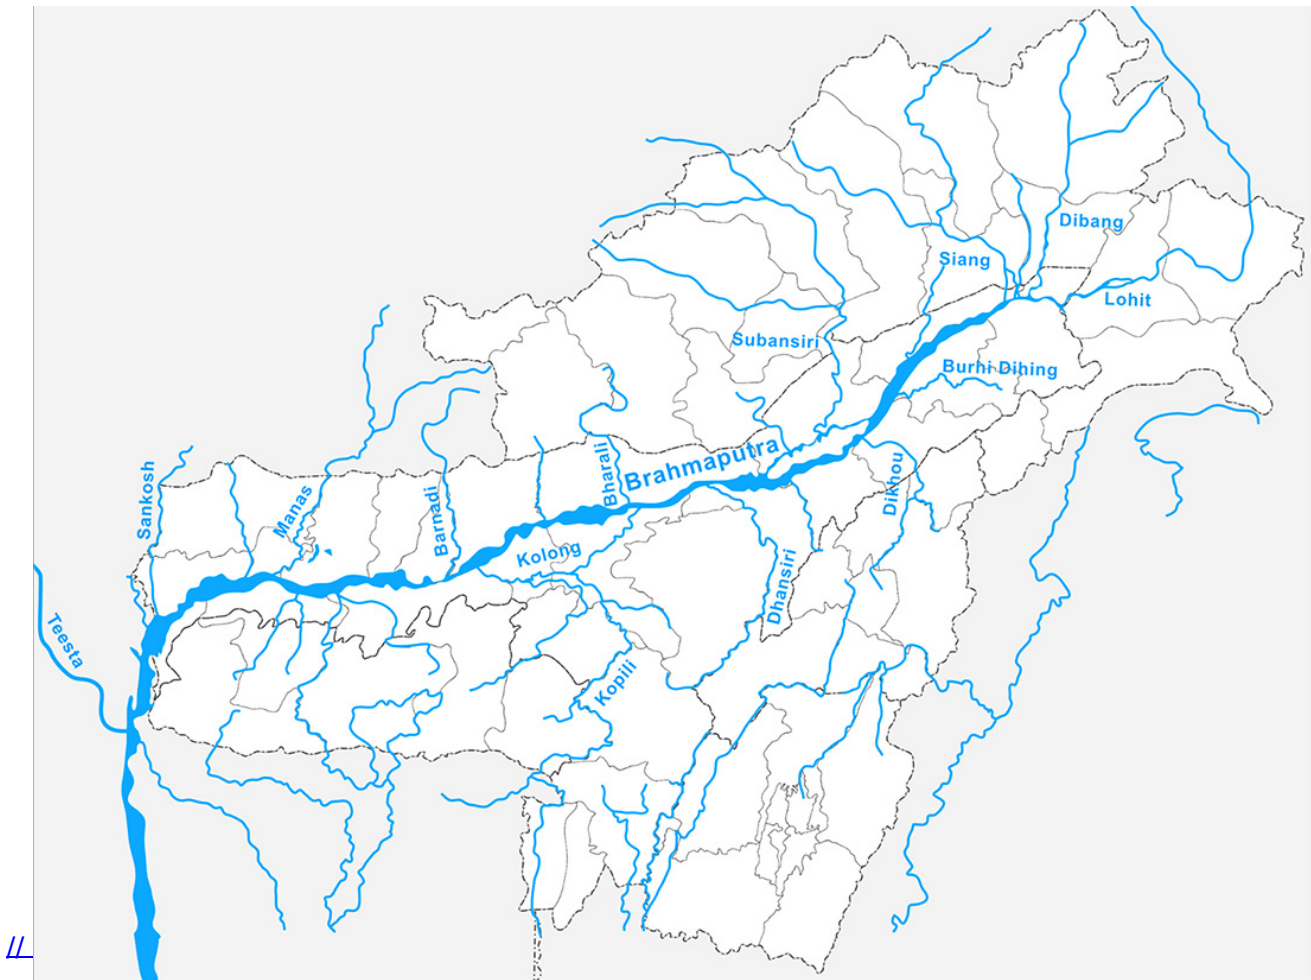 Dibang
Siang
Lohit
Subansiri
Burhi Dihing
Brahmaputra
Bharali
Dikhou
Sankosh
Manas
Barnadi
Kolong
Dhansiri
Teesta
Kopili
//